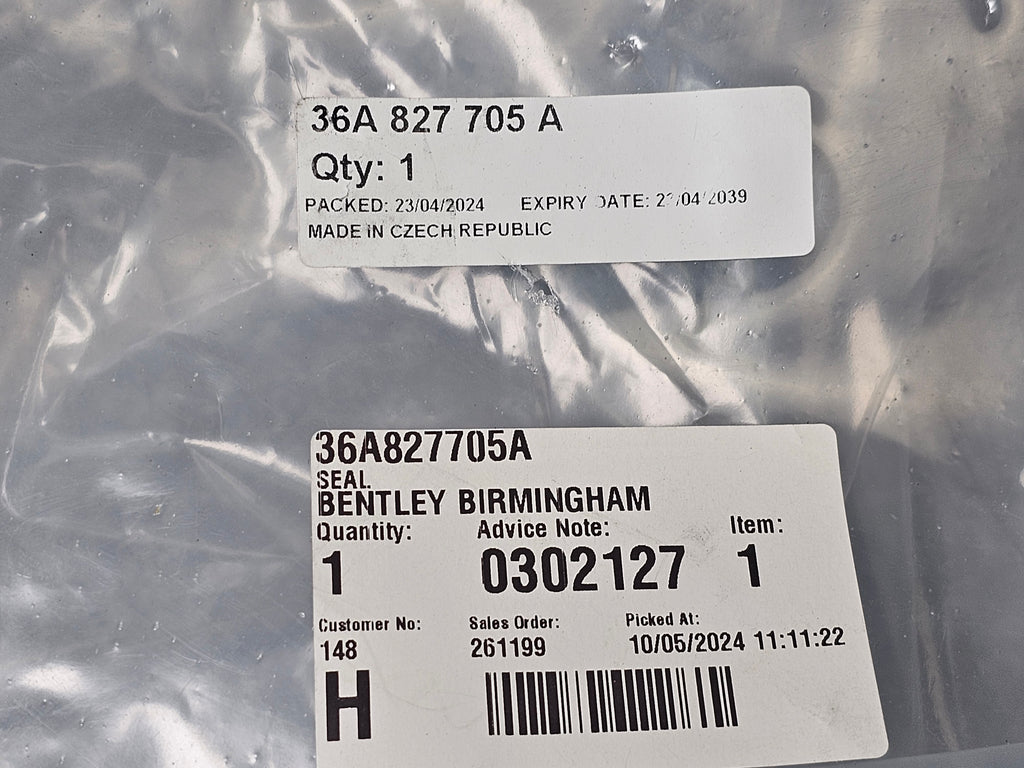 36A 827 705 A
Qty: 1
PACKED: 23/04/2024 EXPIRY DATE:
MADE IN CZECH REPUBLIC
36A827705A
SEAL
BENTLEY BIRMINGHAM
Quantity: Advice Note: Item:
1 0302127 1
Customer No: Sales Order: Picked At:
148 261199 10/05/2024 11:11:22
H